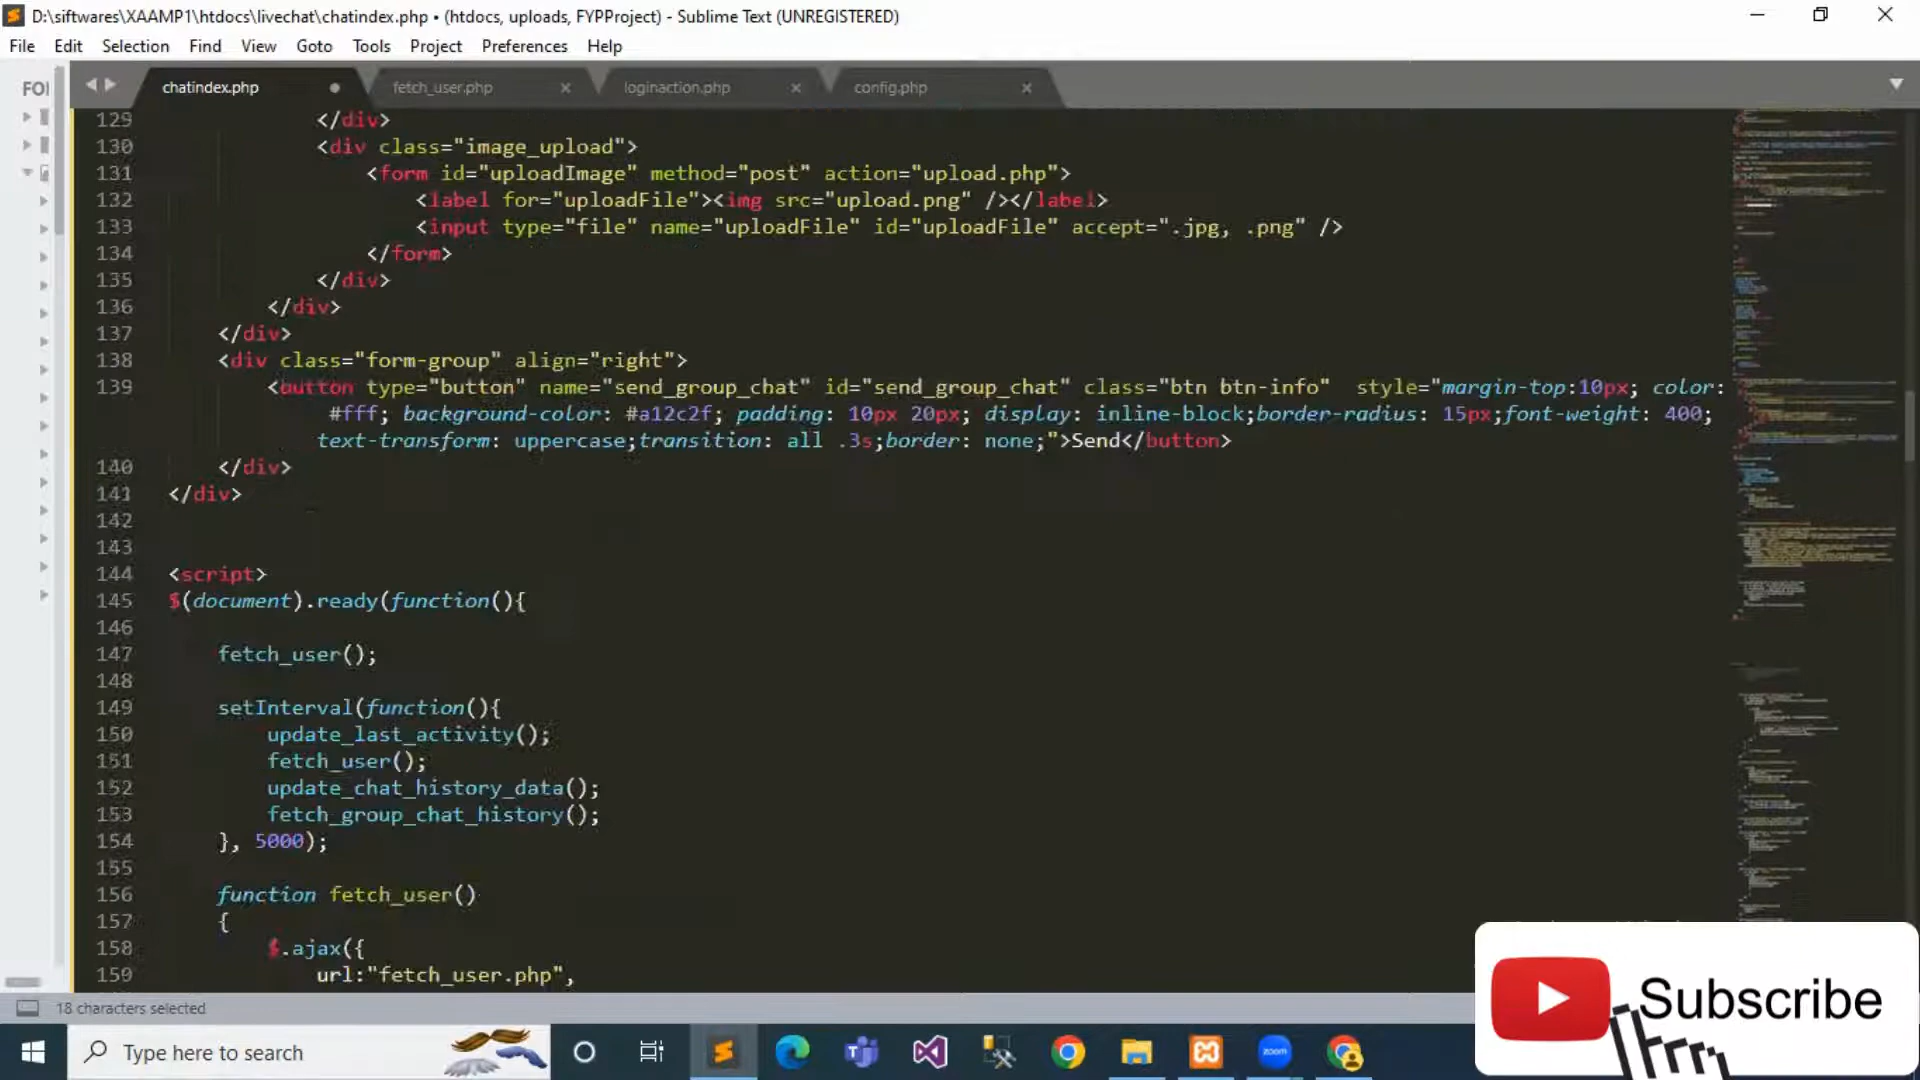 D:\siftwares\XAAMP1\htdocs\livechat\chatindex.php • (htdocs, uploads, FYPProject) - Sublime Text (UNREGISTERED)
File Edit Selection Find View Goto Tools Project Preferences Help
chatindex.php fetch_user.php loginaction.php config.php
129 </div>
130 <div class="image_upload">
131 <form id="uploadImage" method="post" action="upload.php">
132 <label for="uploadFile"><img src="upload.png" /></label>
133 <input type="file" name="uploadFile" id="uploadFile" accept=".jpg, .png" />
134 </form>
135 </div>
136 </div>
137 </div>
138 <div class="form-group" align="right">
139 <button type="button" name="send_group_chat" id="send_group_chat" class="btn btn-info"  style="margin-top:10px; color:
#fff; background-color: #a12c2f; padding: 10px 20px; display: inline-block;border-radius: 15px;font-weight: 400;
text-transform: uppercase;transition: all .3s;border: none;">Send</button>
140 </div>
141 </div>
142
143
144 <script>
145 $(document).ready(function(){
146
147 fetch_user();
148
149 setInterval(function(){
150 update_last_activity();
151 fetch_user();
152 update_chat_history_data();
153 fetch_group_chat_history();
154 }, 5000);
155
156 function fetch_user()
157 {
158 $.ajax({
159 url:"fetch_user.php",
18 characters selected
Subscribe
Type here to search
zoom